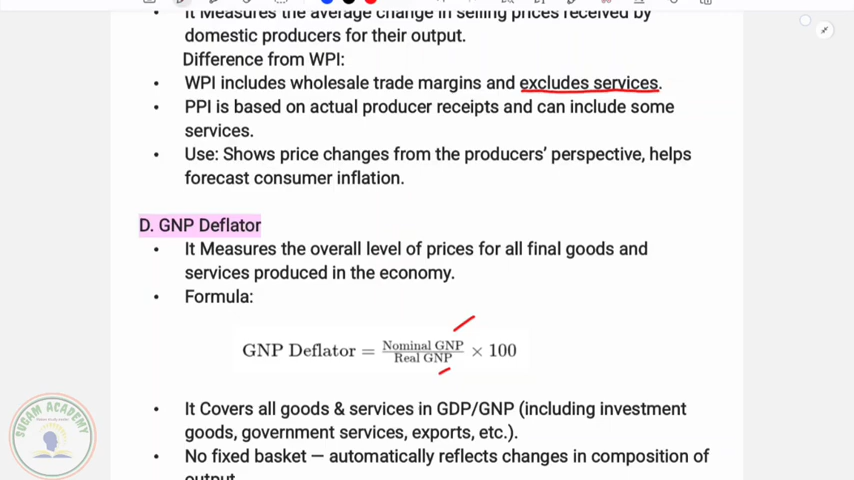 It Measures the average change in selling prices received by
domestic producers for their output.
Difference from WPI:
• WPI includes wholesale trade margins and excludes services.
• PPI is based on actual producer receipts and can include some
services.
• Use: Shows price changes from the producers’ perspective, helps
forecast consumer inflation.
D. GNP Deflator
• It Measures the overall level of prices for all final goods and
services produced in the economy.
• Formula:
GNP Deflator = Nominal GNP / Real GNP × 100
• It Covers all goods & services in GDP/GNP (including investment
goods, government services, exports, etc.).
• No fixed basket — automatically reflects changes in composition of
output.
SUGAM ACADEMY